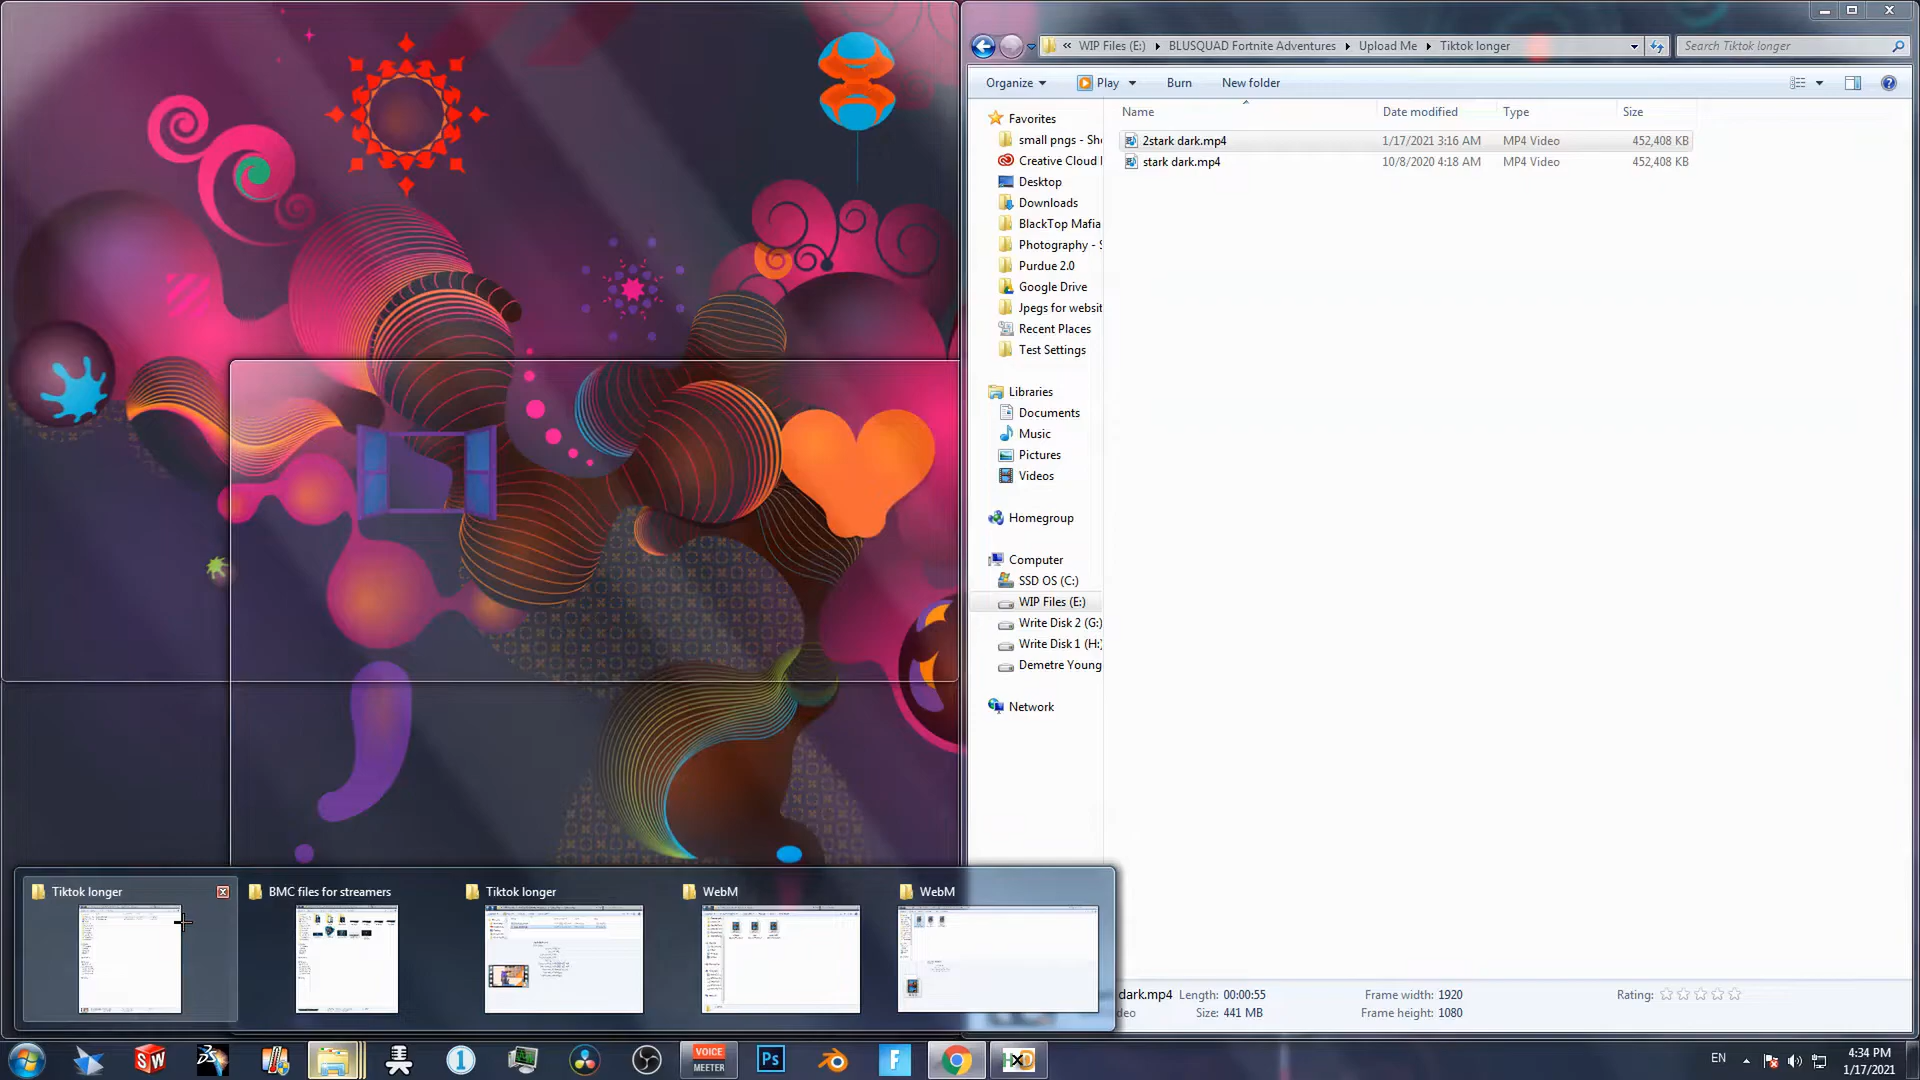 « WIP Files (E:) BLUSQUAD Fortnite Adventures Upload Me Tiktok longer
Search Tiktok longer
Organize Play Burn New folder
Name Date modified Type Size
2stark dark.mp4 1/17/2021 3:16 AM MP4 Video 452,408 KB
stark dark.mp4 10/8/2020 4:18 AM MP4 Video 452,408 KB
Favorites
small pngs - Sh
Creative Cloud
Desktop
Downloads
BlackTop Mafia
Photography - S
Purdue 2.0
Google Drive
Jpegs for websit
Recent Places
Test Settings
Libraries
Documents
Music
Pictures
Videos
Homegroup
Computer
SSD OS (C:)
WIP Files (E:)
Write Disk 2 (G:)
Write Disk 1 (H:)
Demetre Young
Network
Tiktok longer
BMC files for streamers
Tiktok longer
WebM
WebM
dark.mp4 Length: 00:00:55 Frame width: 1920 Rating:
deo Size: 441 MB Frame height: 1080
SW
VOICE
MEETER
Ps
F
HXD
EN
4:34 PM
1/17/2021